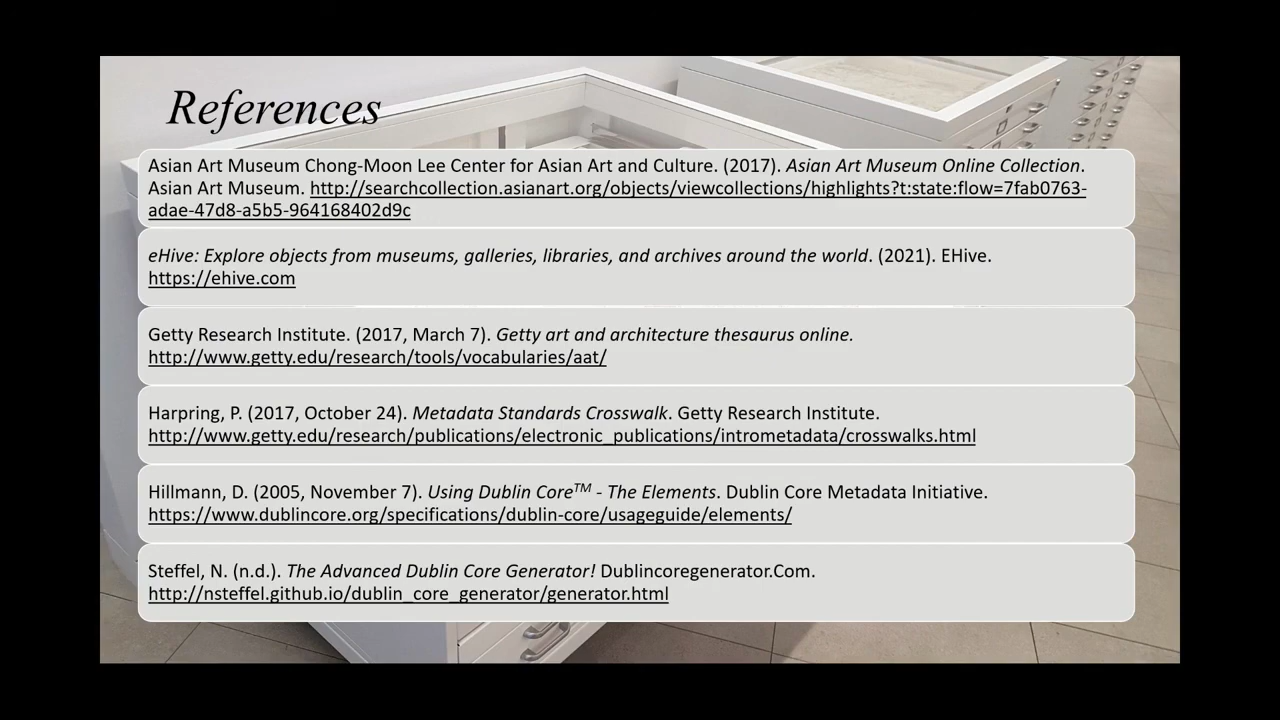 References
Asian Art Museum Chong-Moon Lee Center for Asian Art and Culture. (2017). Asian Art Museum Online Collection.
Asian Art Museum. http://searchcollection.asianart.org/objects/viewcollections/highlights?t:state:flow=7fab0763-
adae-47d8-a5b5-964168402d9c
eHive: Explore objects from museums, galleries, libraries, and archives around the world. (2021). EHive.
https://ehive.com
Getty Research Institute. (2017, March 7). Getty art and architecture thesaurus online.
http://www.getty.edu/research/tools/vocabularies/aat/
Harpring, P. (2017, October 24). Metadata Standards Crosswalk. Getty Research Institute.
http://www.getty.edu/research/publications/electronic_publications/intrometadata/crosswalks.html
Hillmann, D. (2005, November 7). Using Dublin Core™ - The Elements. Dublin Core Metadata Initiative.
https://www.dublincore.org/specifications/dublin-core/usageguide/elements/
Steffel, N. (n.d.). The Advanced Dublin Core Generator! Dublincoregenerator.Com.
http://nsteffel.github.io/dublin_core_generator/generator.html